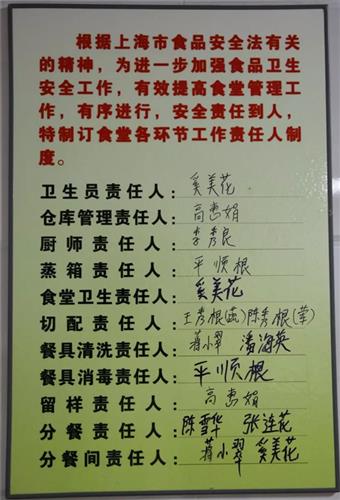 根据上海市食品安全法有关
的精神，为进一步加强食品卫生
安全工作，有效提高食堂管理工
作，有序进行，安全责任到人，
特制订食堂各环节工作责任人制
度。
卫生员责任人：奚美花
仓库管理责任人：高惠娟
厨师责任人：李秀良
蒸箱责任人：平顺根
食堂卫生责任人：奚美花
切配责任人：王秀根(画)陈秀根(荤)
餐具清洗责任人：蒋小翠 潘海英
餐具消毒责任人：平顺根
留样责任人：高惠娟
分餐责任人：陈雪华 张连花
分餐间责任人：蒋小翠 奚美花